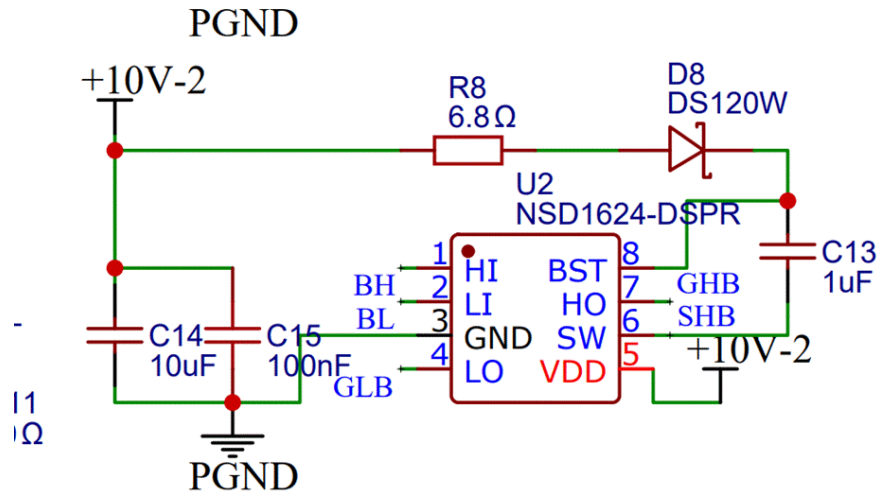 PGND
+10V-2
R8
6.8Ω
D8
DS120W
U2
NSD1624-DSPR
1 HI BST 8
BH
2 LI HO 7
GHB
BL
3 GND SW 6
SHB
4 LO VDD 5
GLB
+10V-2
C13
1uF
C14
10uF
C15
100nF
11
Ω
PGND